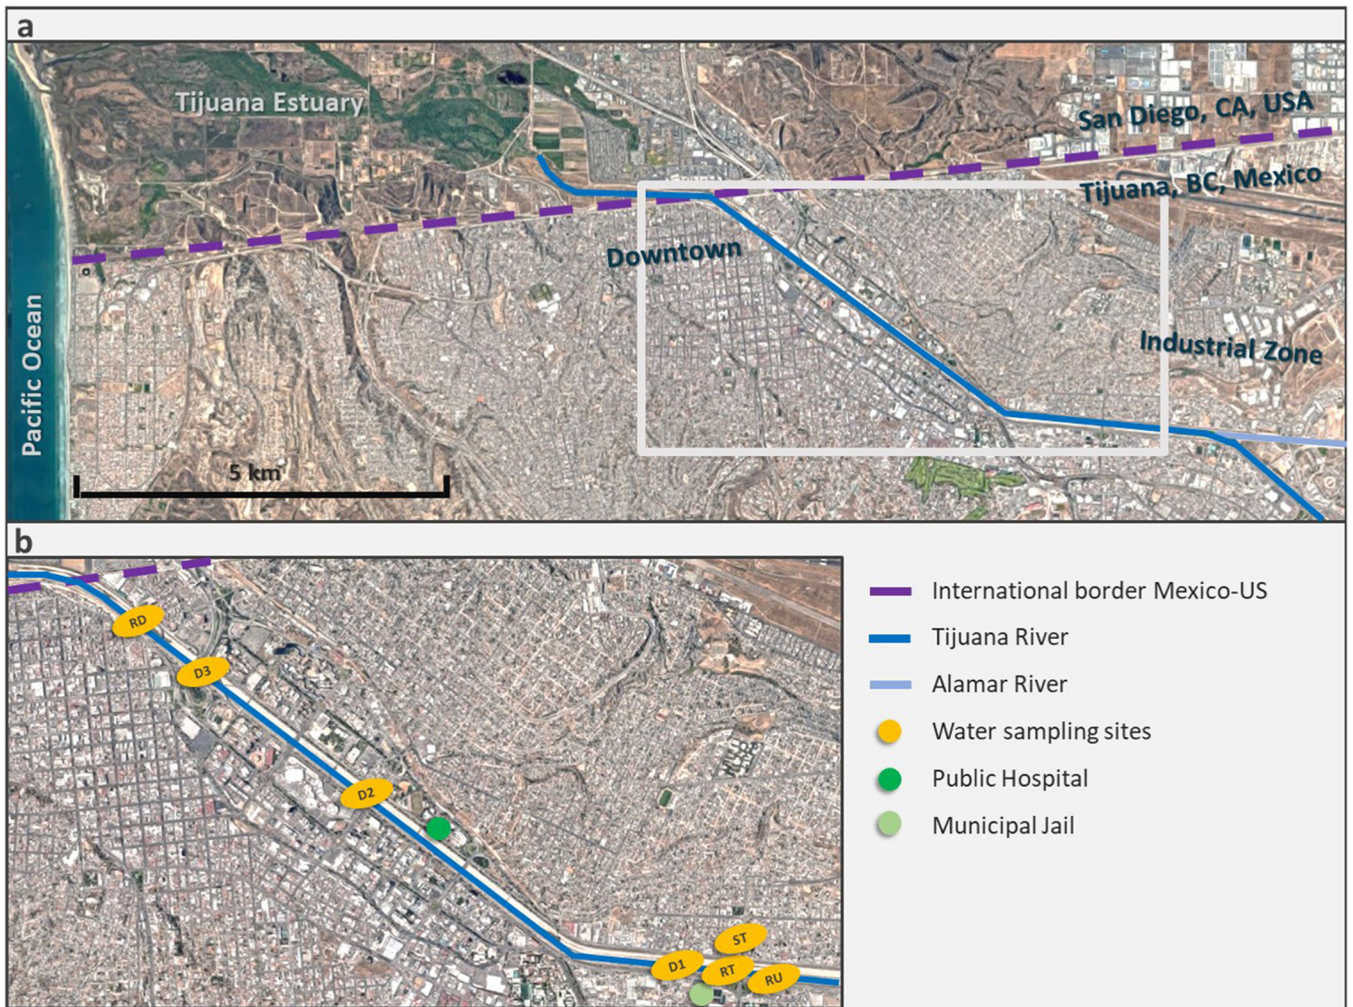 a
Tijuana Estuary
San Diego, CA, USA
Tijuana, BC, Mexico
Downtown
Industrial Zone
Pacific Ocean
5 km
b
RD
D3
D2
ST
D1
RT
RU
International border Mexico-US
Tijuana River
Alamar River
Water sampling sites
Public Hospital
Municipal Jail